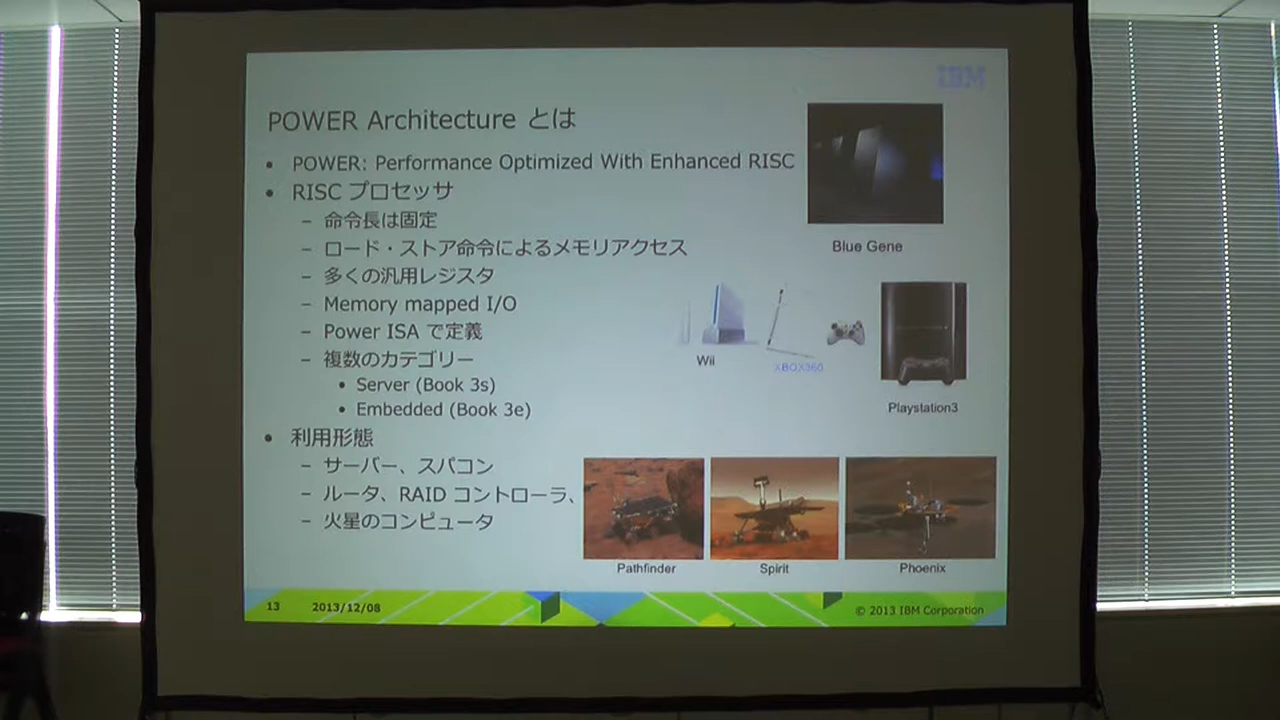 IBM
POWER Architecture とは
• POWER: Performance Optimized With Enhanced RISC
• RISC プロセッサ
– 命令長は固定
– ロード・ストア命令によるメモリアクセス
– 多くの汎用レジスタ
– Memory mapped I/O
– Power ISA で定義
– 複数のカテゴリー
• Server (Book 3s)
• Embedded (Book 3e)
• 利用形態
– サーバー、スパコン
– ルータ、RAID コントローラ、
– 火星のコンピュータ
Blue Gene
Wii
XBOX360
Playstation3
Pathfinder
Spirit
Phoenix
13
2013/12/08
© 2013 IBM Corporation